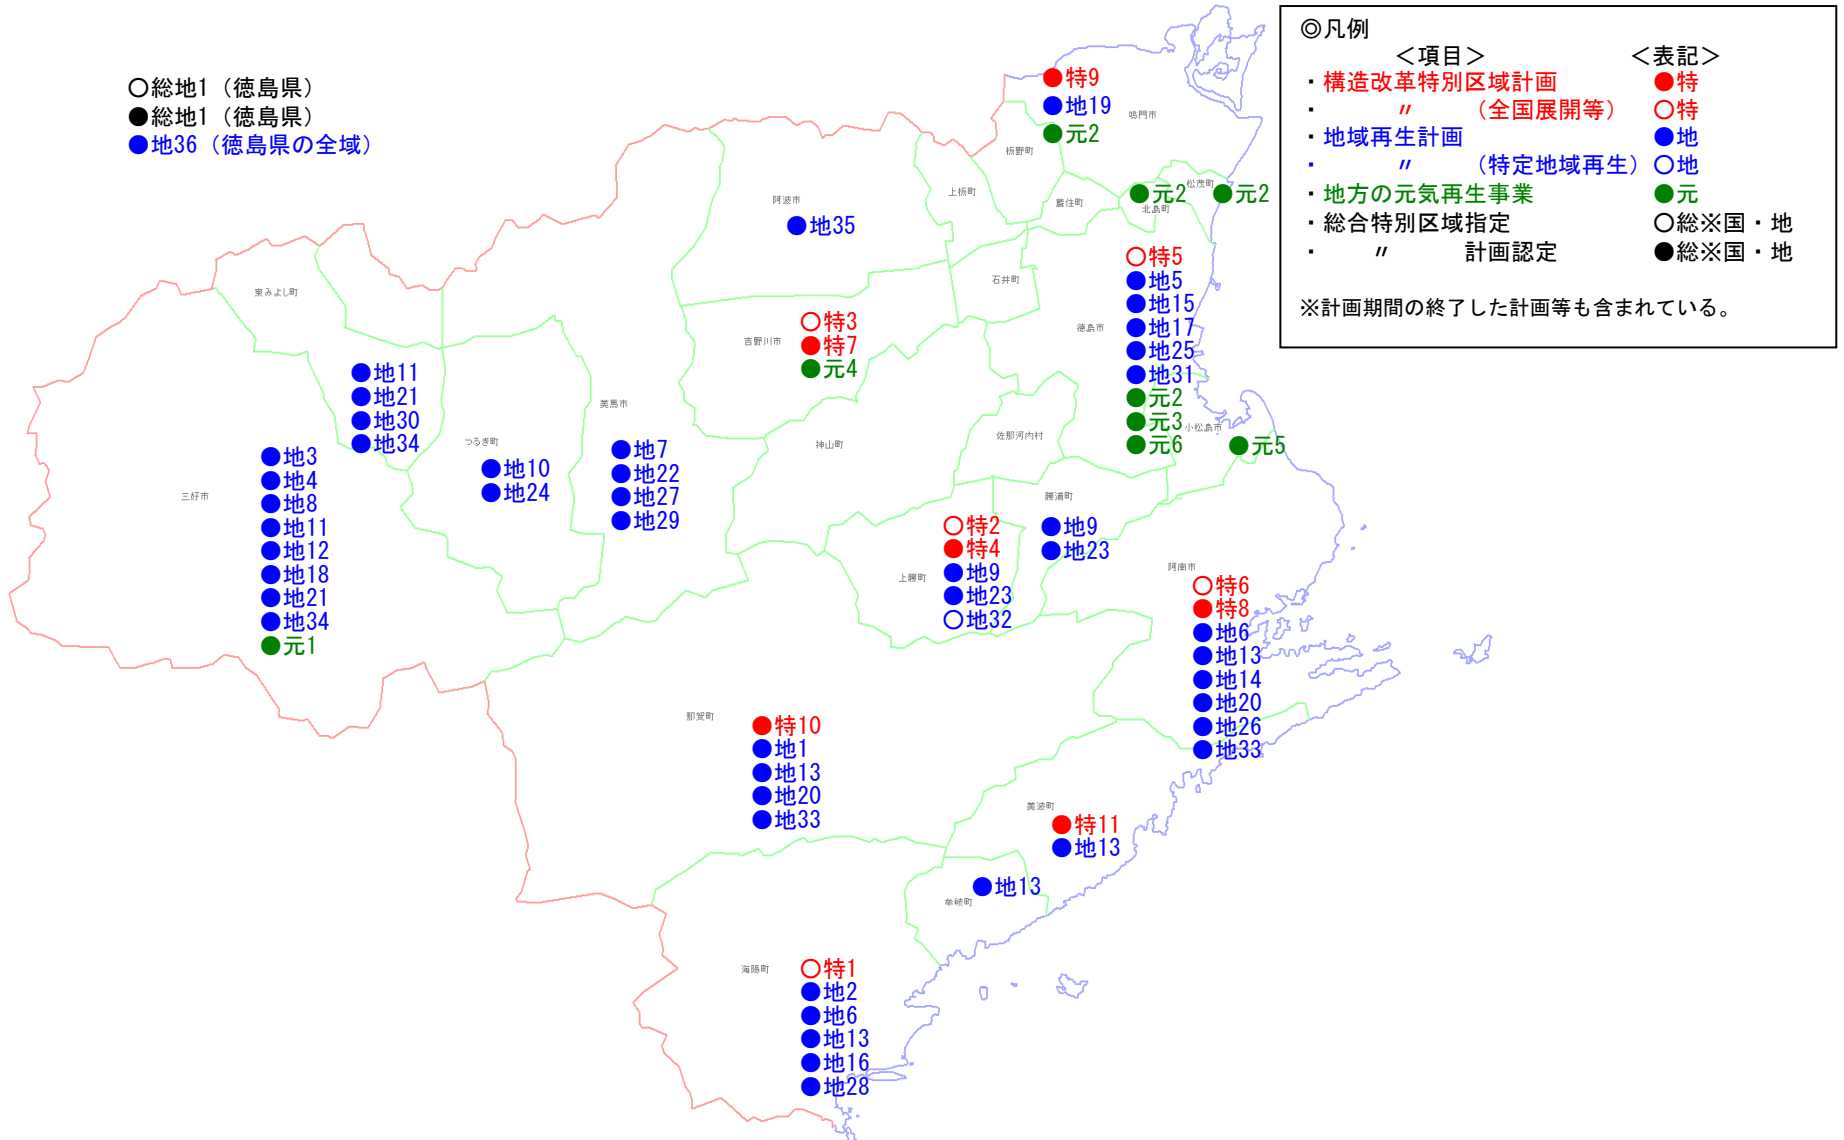 ◎凡例
＜項目＞ ＜表記＞
・構造改革特別区域計画 ●特
・ 〃 （全国展開等） ○特
・地域再生計画 ●地
・ 〃 （特定地域再生） ○地
・地方の元気再生事業 ●元
・総合特別区域指定 ○総※国・地
・ 〃 計画認定 ●総※国・地
※計画期間の終了した計画等も含まれている。
○総地1（徳島県）
●総地1（徳島県）
●地36（徳島県の全域）
鳴門市
●特9
●地19
●元2
板野町
上板町
藍住町
北島町
●元2
松茂町
●元2
阿波市
●地35
石井町
徳島市
○特5
●地5
●地15
●地17
●地25
●地31
●元2
●元3
●元6
小松島市
●元5
吉野川市
○特3
●特7
●元4
東みよし町
●地11
●地21
●地30
●地34
三好市
●地3
●地4
●地8
●地11
●地12
●地18
●地21
●地34
●元1
つるぎ町
●地10
●地24
美馬市
●地7
●地22
●地27
●地29
神山町
佐那河内村
勝浦町
●地9
●地23
上勝町
○特2
●特4
●地9
●地23
○地32
阿南市
○特6
●特8
●地6
●地13
●地14
●地20
●地26
●地33
那賀町
●特10
●地1
●地13
●地20
●地33
美波町
●特11
●地13
牟岐町
●地13
海陽町
○特1
●地2
●地6
●地13
●地16
●地28